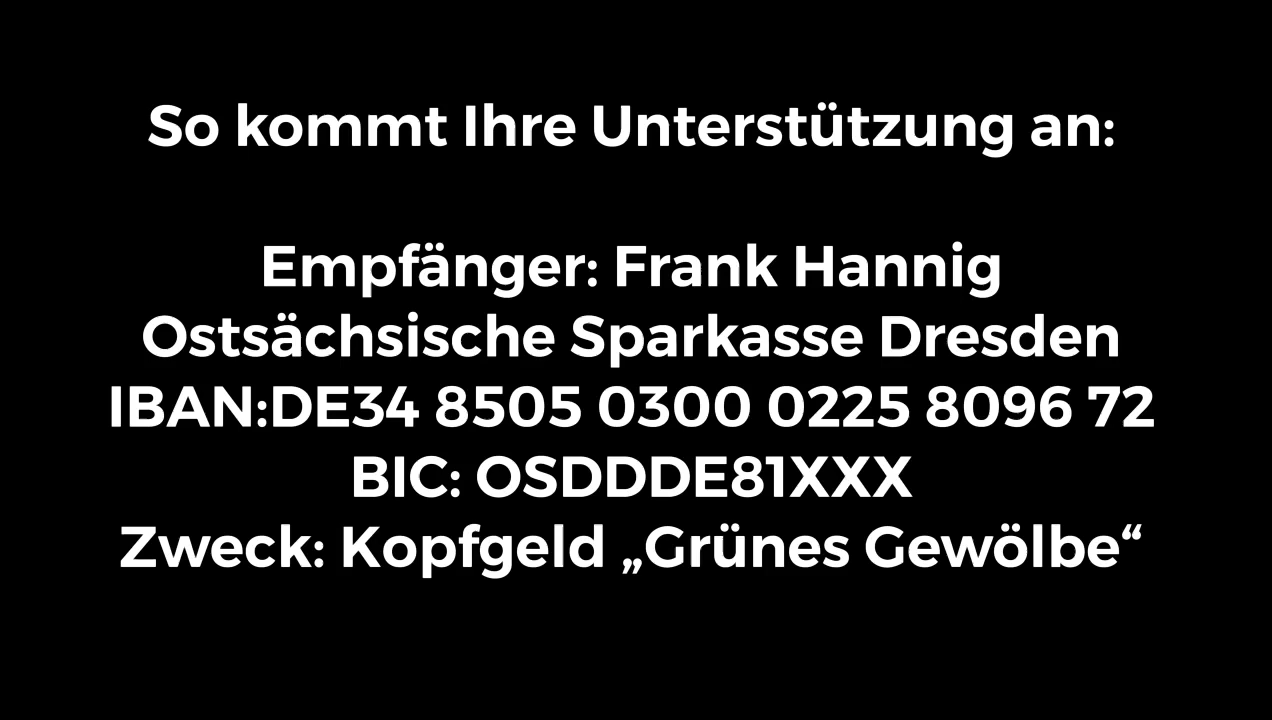 So kommt Ihre Unterstützung an:
Empfänger: Frank Hannig
Ostsächsische Sparkasse Dresden
IBAN:DE34 8505 0300 0225 8096 72
BIC: OSDDDE81XXX
Zweck: Kopfgeld „Grünes Gewölbe“